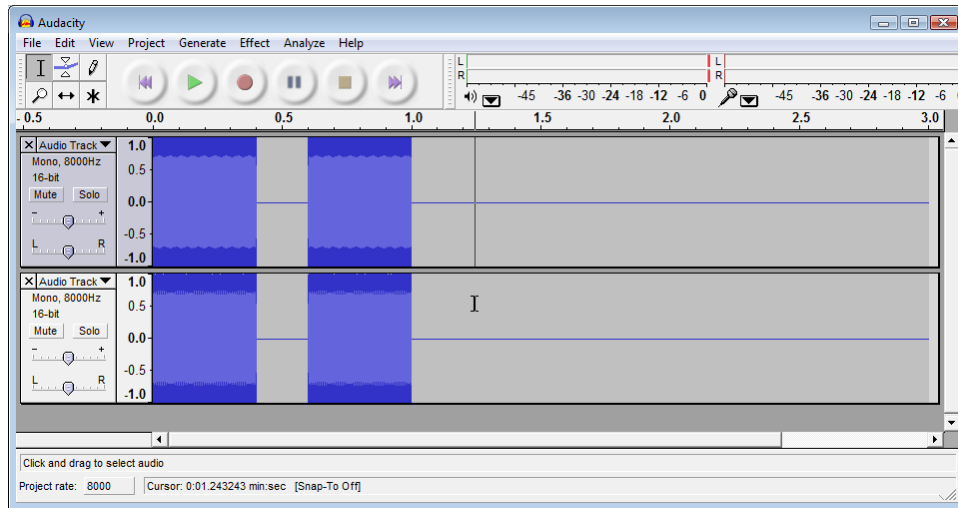 Audacity
File Edit View Project Generate Effect Analyze Help
L
R
L
R
-45 -36 -30 -24 -18 -12 -6 0
-45 -36 -30 -24 -18 -12 -6
- 0.5 0.0 0.5 1.0 1.5 2.0 2.5 3.0
X Audio Track
Mono, 8000Hz
16-bit
Mute Solo
- +
L R
1.0
0.5
0.0
-0.5
-1.0
X Audio Track
Mono, 8000Hz
16-bit
Mute Solo
- +
L R
1.0
0.5
0.0
-0.5
-1.0
Click and drag to select audio
Project rate: 8000 Cursor: 0:01.243243 min:sec [Snap-To Off]